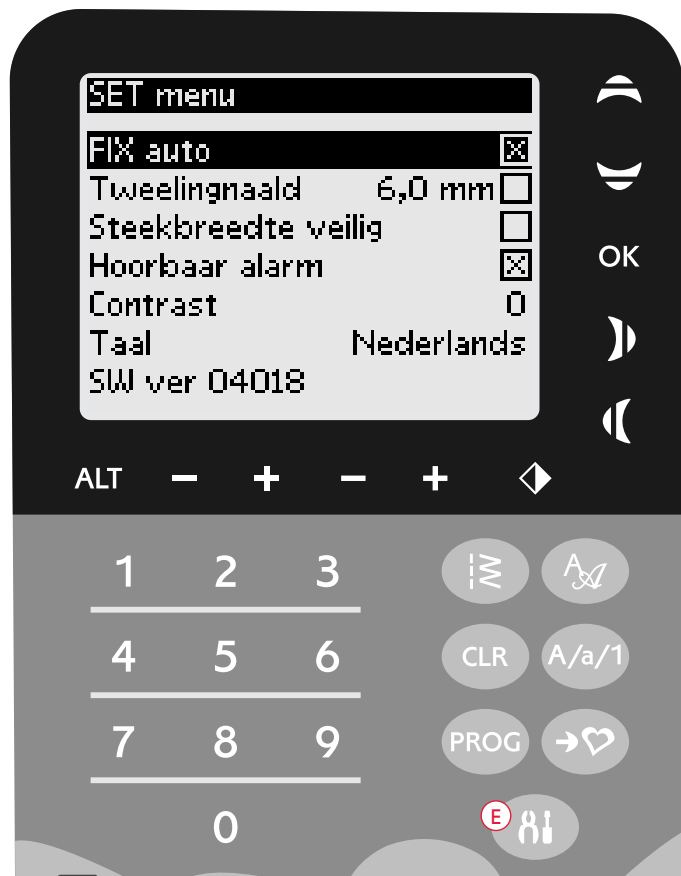 SET menu
FIX auto
Tweelingnaald 6,0 mm
Steekbreedte veilig
Hoorbaar alarm
Contrast 0
Taal Nederlands
SW ver 04018
OK
ALT - + - +
1 2 3
4 5 6 CLR A/a/1
7 8 9 PROG
0 E